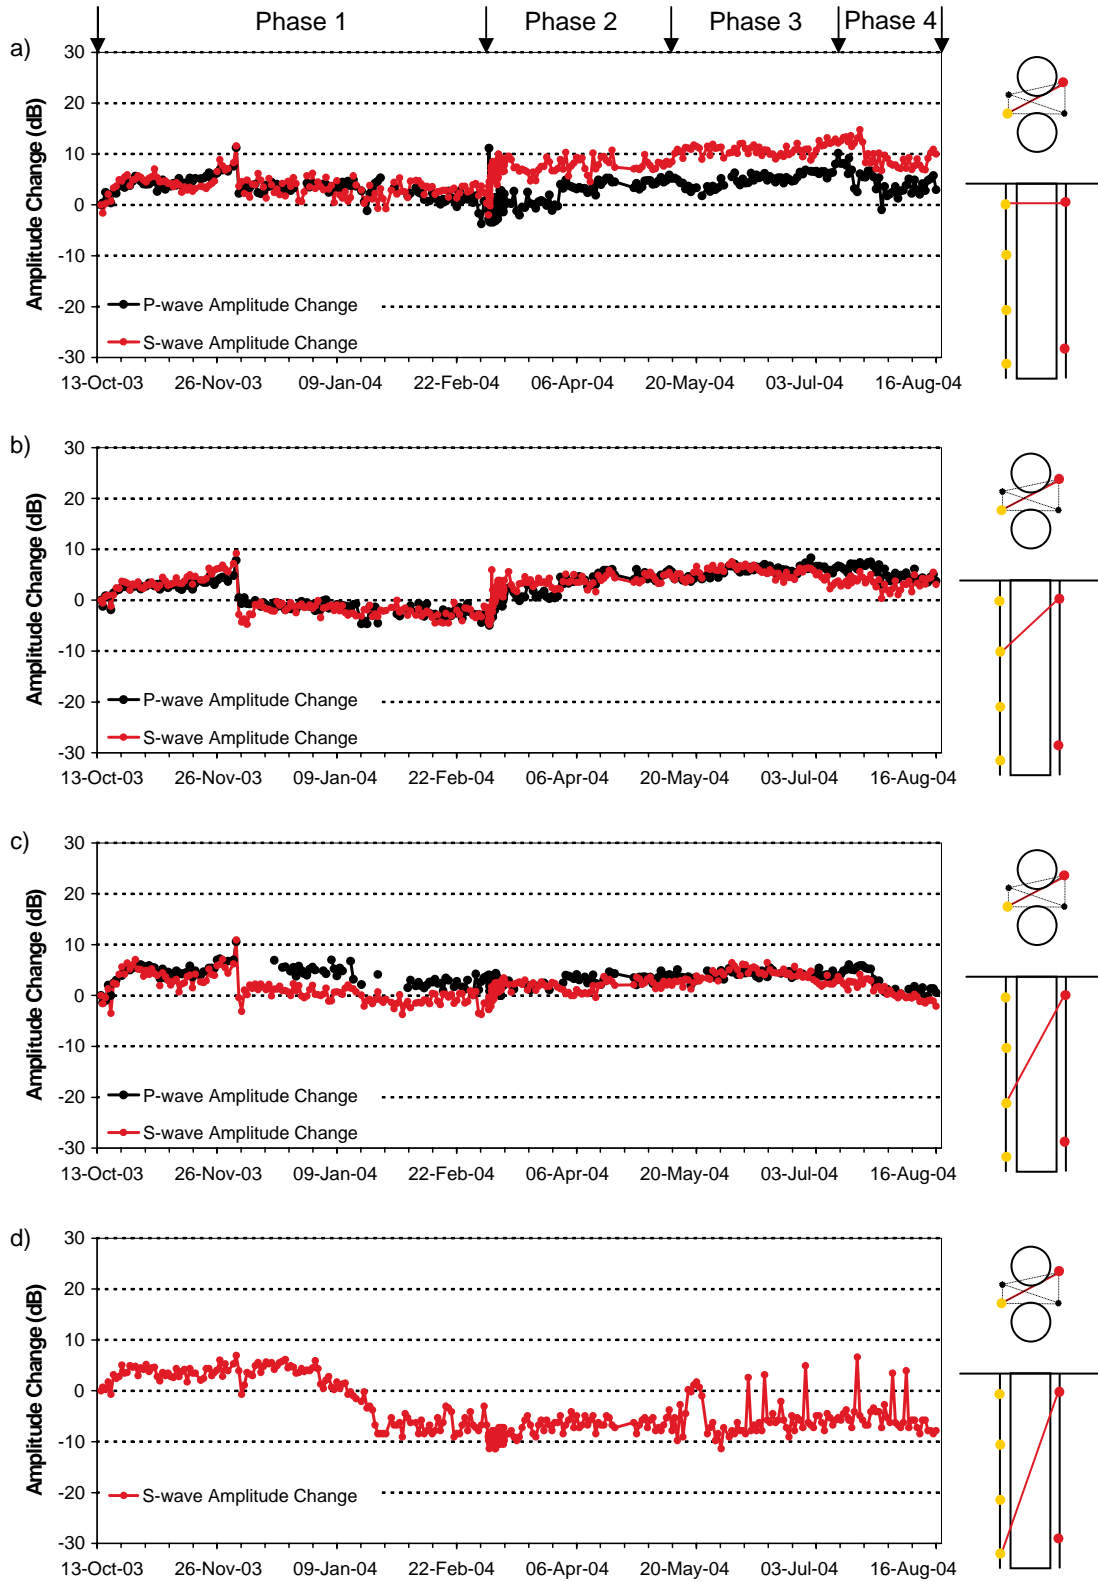 Phase 1 Phase 2 Phase 3 Phase 4
a)
Amplitude Change (dB)
30
20
10
0
-10
-20
-30
P-wave Amplitude Change
S-wave Amplitude Change
13-Oct-03 26-Nov-03 09-Jan-04 22-Feb-04 06-Apr-04 20-May-04 03-Jul-04 16-Aug-04
b)
Amplitude Change (dB)
30
20
10
0
-10
-20
-30
P-wave Amplitude Change
S-wave Amplitude Change
13-Oct-03 26-Nov-03 09-Jan-04 22-Feb-04 06-Apr-04 20-May-04 03-Jul-04 16-Aug-04
c)
Amplitude Change (dB)
30
20
10
0
-10
-20
-30
P-wave Amplitude Change
S-wave Amplitude Change
13-Oct-03 26-Nov-03 09-Jan-04 22-Feb-04 06-Apr-04 20-May-04 03-Jul-04 16-Aug-04
d)
Amplitude Change (dB)
30
20
10
0
-10
-20
-30
S-wave Amplitude Change
13-Oct-03 26-Nov-03 09-Jan-04 22-Feb-04 06-Apr-04 20-May-04 03-Jul-04 16-Aug-04